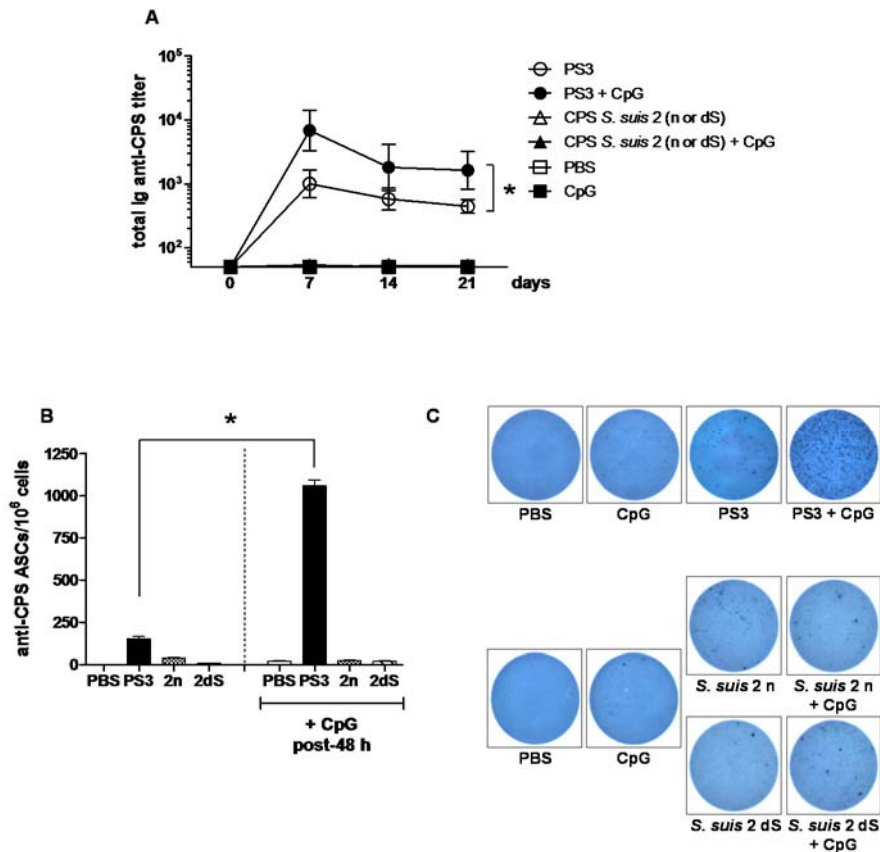 A
total Ig anti-CPS titer
10⁵
10⁴
10³
10²
0 7 14 21 days
PS3
PS3 + CpG
CPS S. suis 2 (n or dS)
CPS S. suis 2 (n or dS) + CpG
PBS
CpG
*
B
anti-CPS ASCs/10⁶ cells
1250
1000
750
500
250
0
*
PBS PS3 2n 2dS PBS PS3 2n 2dS
+ CpG
post-48 h
C
PBS CpG PS3 PS3 + CpG
S. suis 2 n S. suis 2 n
+ CpG
PBS CpG
S. suis 2 dS S. suis 2 dS
+ CpG